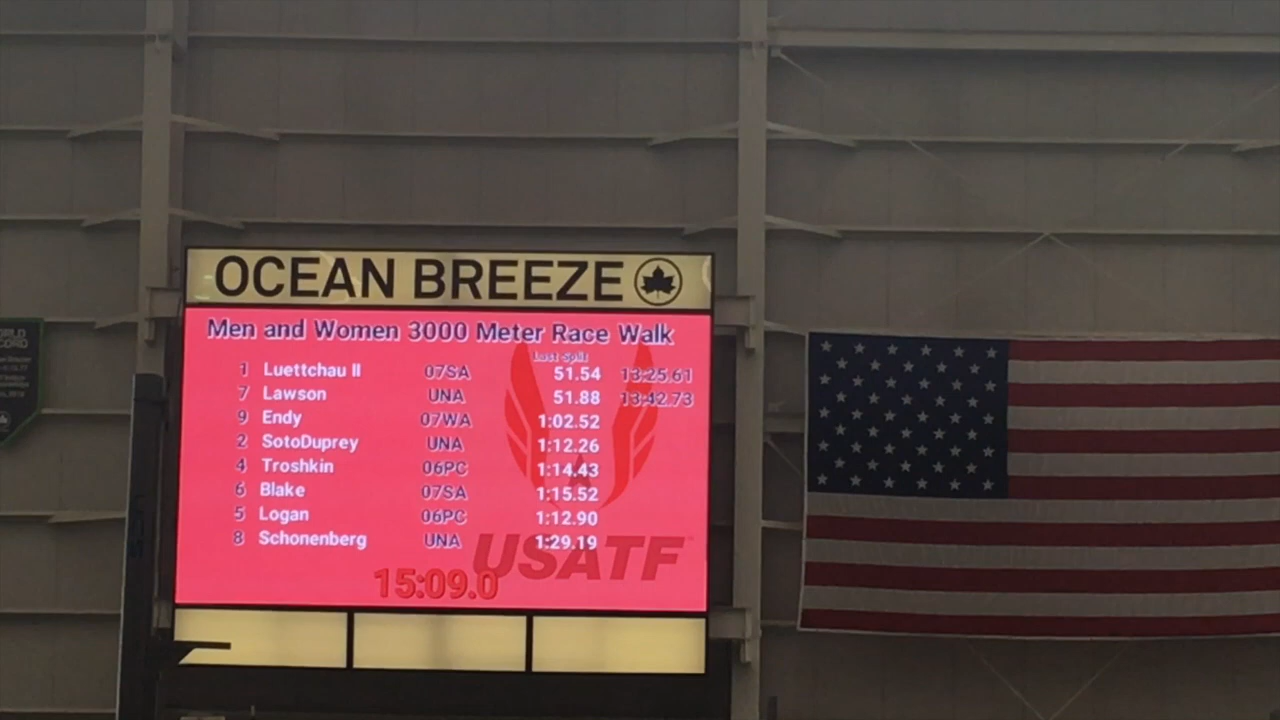 OCEAN BREEZE
Men and Women 3000 Meter Race Walk
Last Split
1 Luettchau II 07SA 51.54 13:25.61
7 Lawson UNA 51.88 13:42.73
9 Endy 07WA 1:02.52
2 SotoDuprey UNA 1:12.26
4 Troshkin 06PC 1:14.43
6 Blake 07SA 1:15.52
5 Logan 06PC 1:12.90
8 Schonenberg UNA 1:29.19
USATF
15:09.0